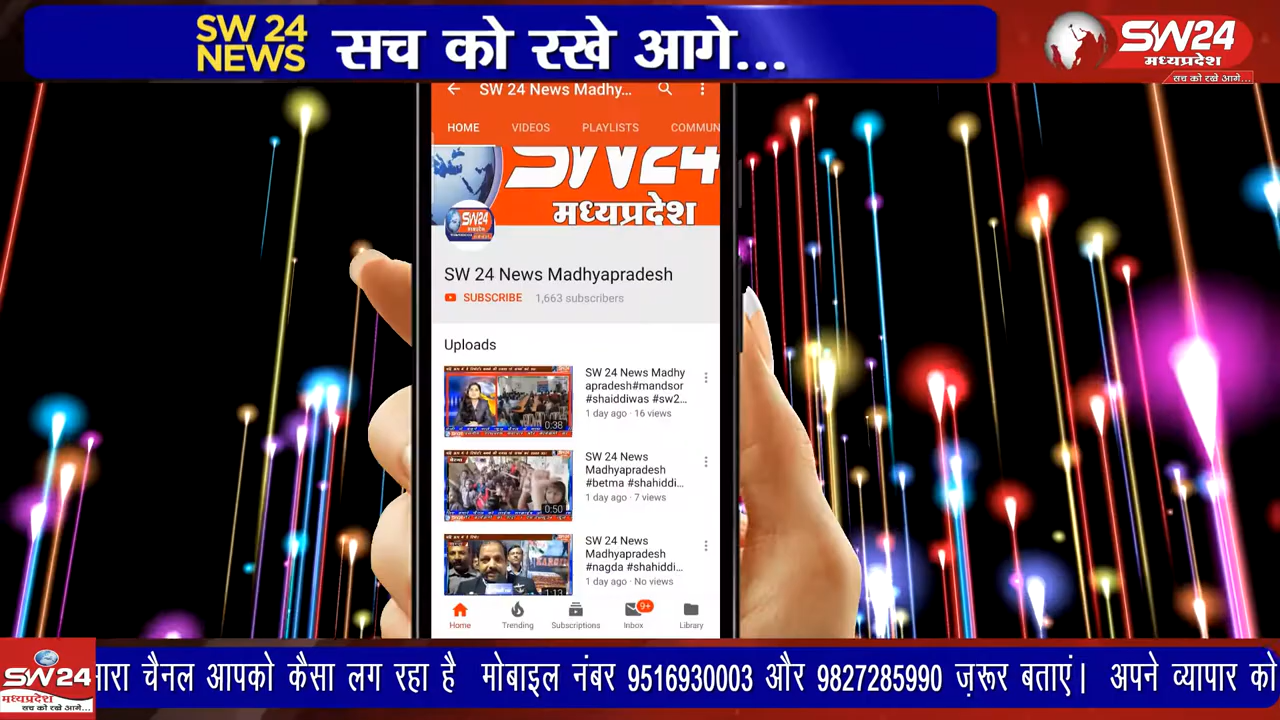 SW 24
NEWS
सच को रखे आगे...
SW24
मध्यप्रदेश
सच को रखे आगे...
SW 24 News Madhy...
HOME VIDEOS PLAYLISTS COMMUN
SW24
मध्यप्रदेश
SW24
SW 24 News Madhyapradesh
SUBSCRIBE 1,663 subscribers
Uploads
SW 24 News Madhy
apradesh#mandsor
#shaiddiwas #sw2...
1 day ago · 16 views
0:38
SW 24 News
Madhyapradesh
#betma #shahiddi...
1 day ago · 7 views
0:50
SW 24 News
Madhyapradesh
#nagda #shahiddi...
1 day ago · No views
1:13
9+
Home Trending Subscriptions Inbox Library
SW24
मध्यप्रदेश
सच को रखे आगे...
मारा चैनल आपको कैसा लग रहा है मोबाइल नंबर 9516930003 और 9827285990 ज़रूर बताएं। अपने व्यापार को